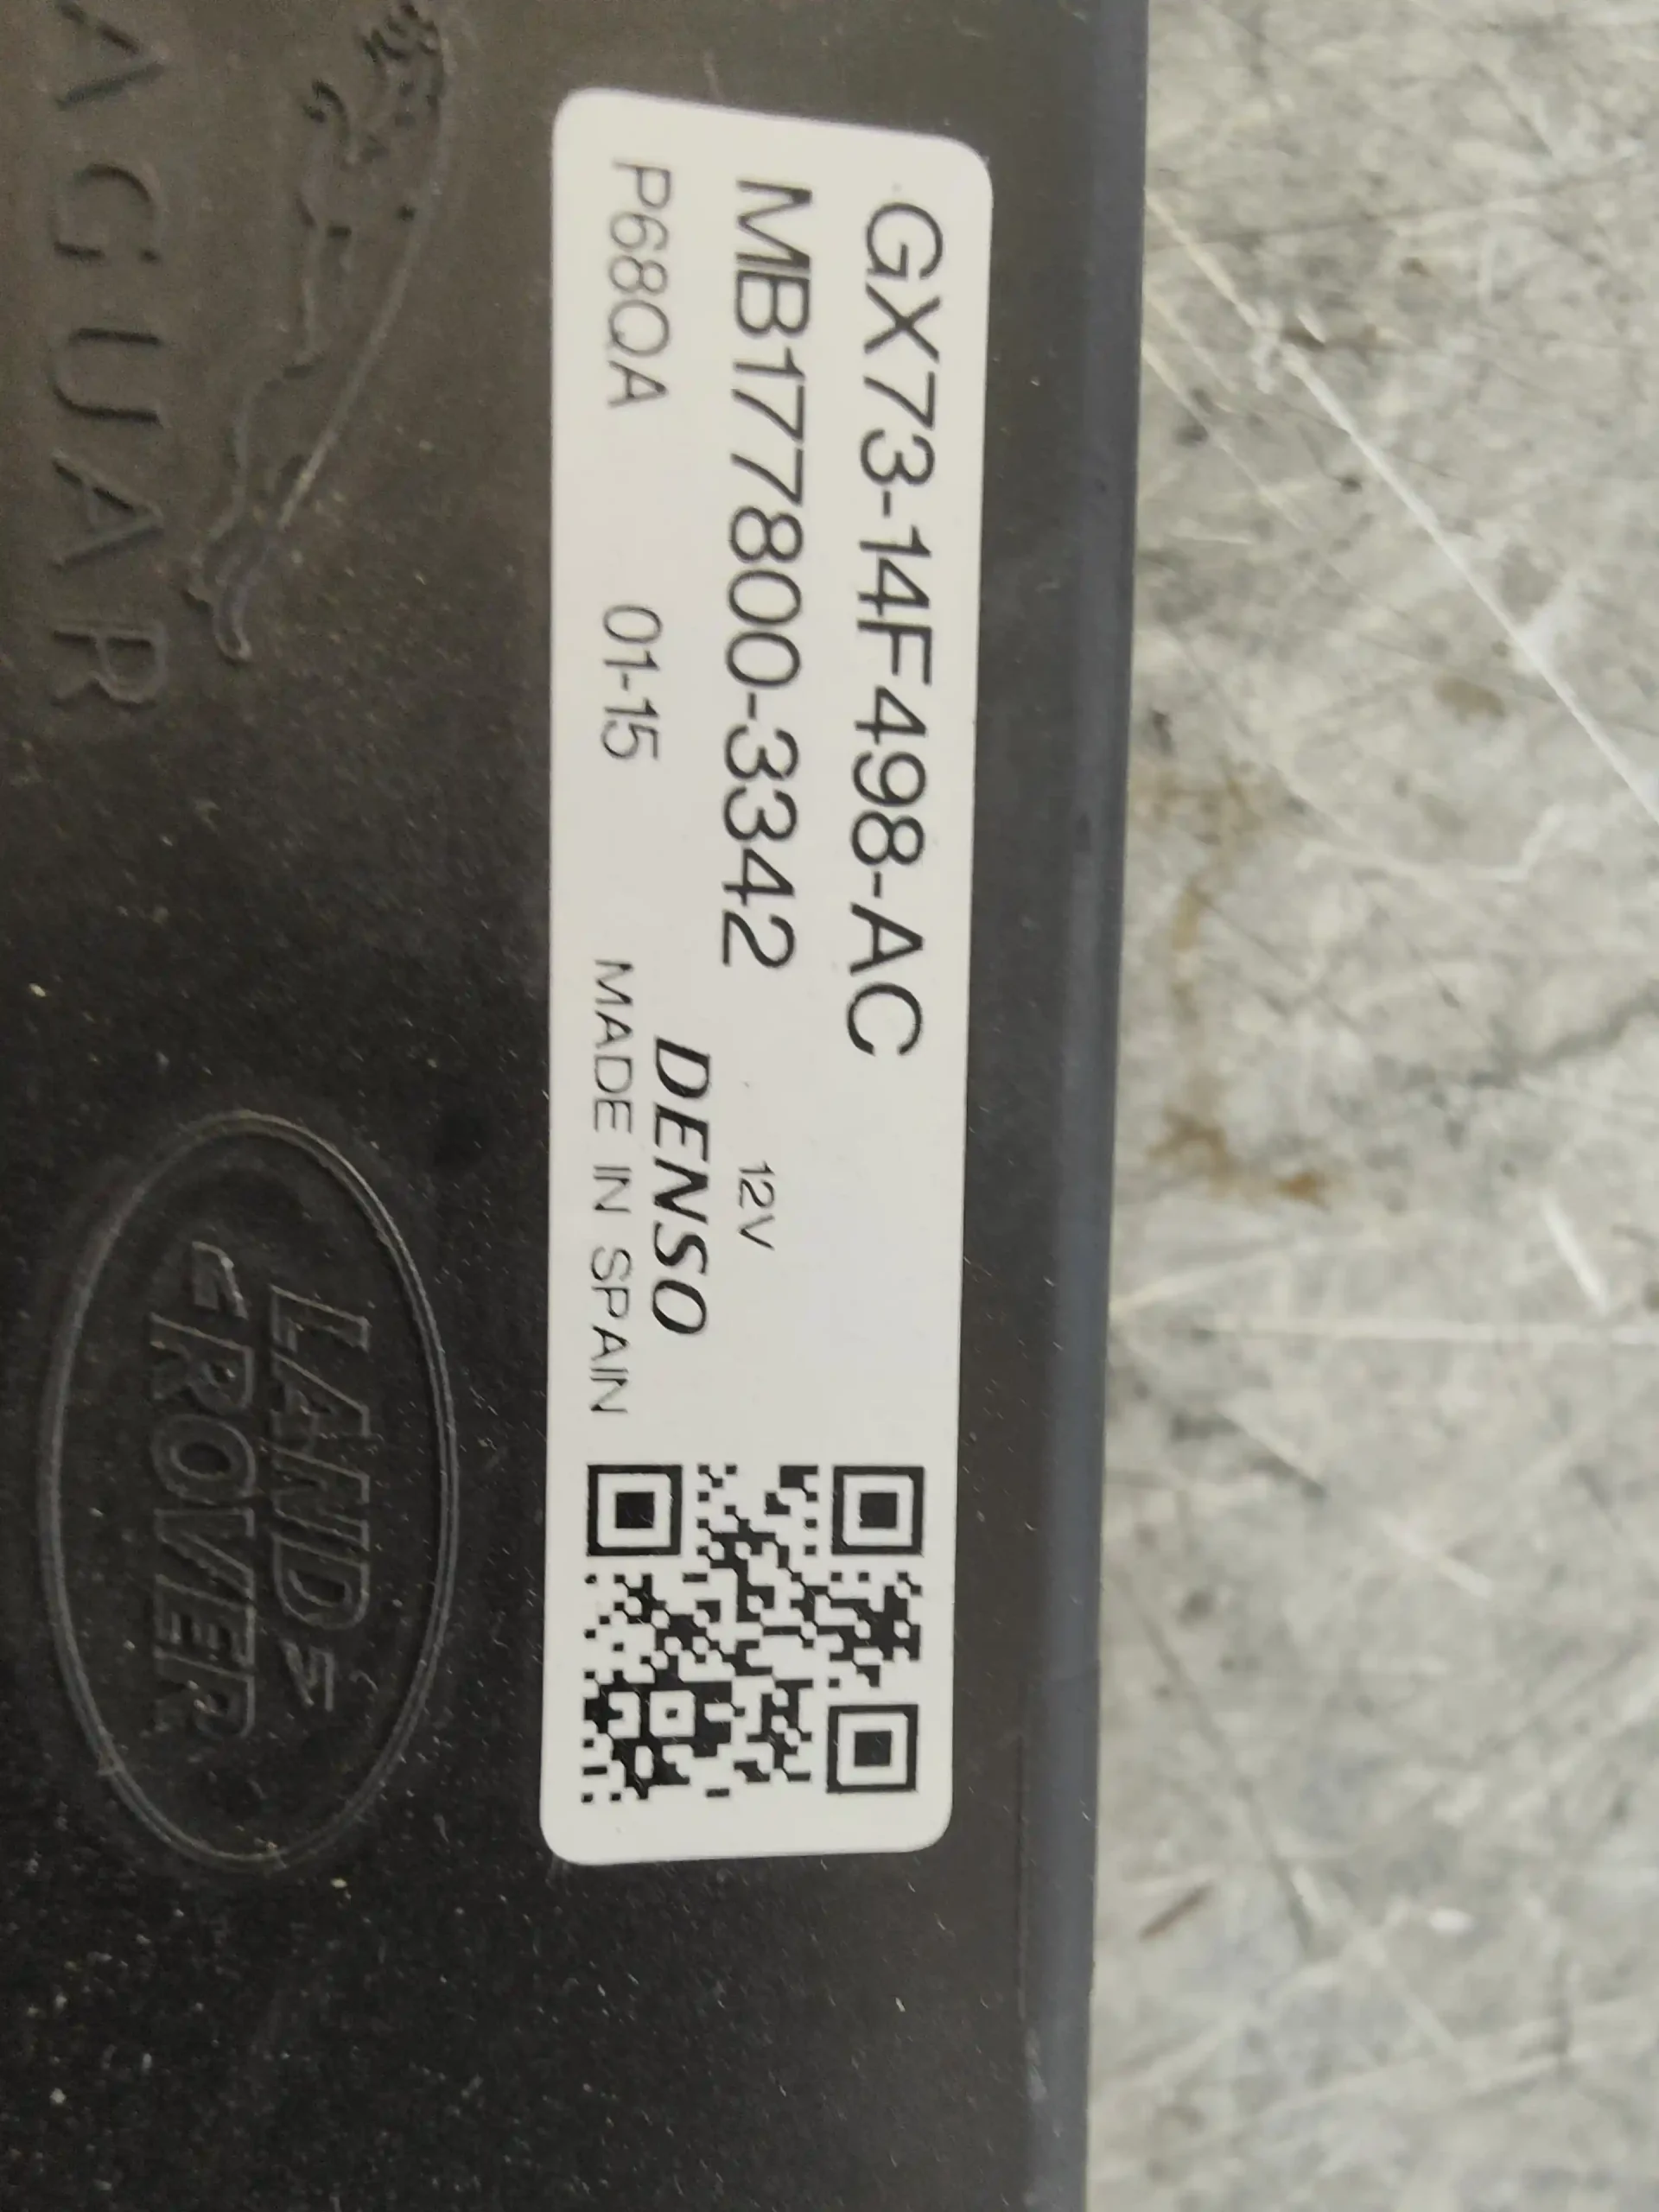 GX73-14F498-AC
MB177800-3342 12V
DENSO
P68QA 01-15 MADE IN SPAIN
JAGUAR
LAND
ROVER